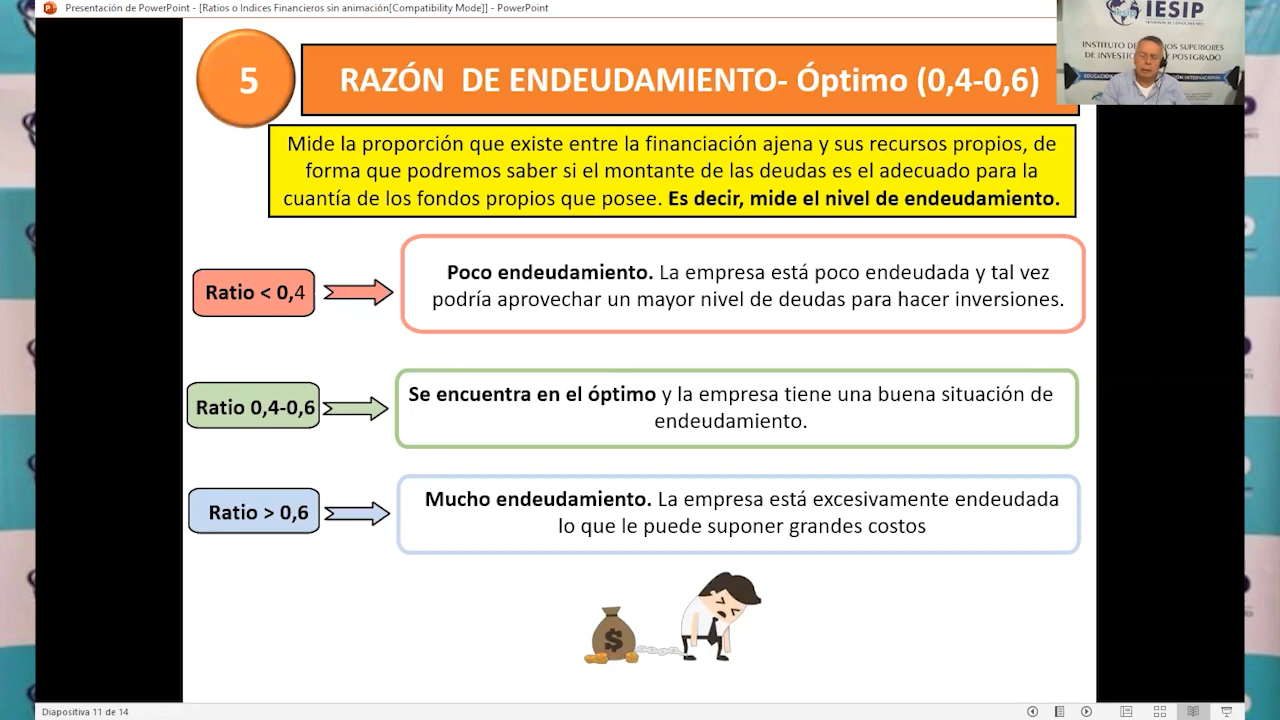 Presentación de PowerPoint - [Ratios o Indices Financieros sin animación[Compatibility Mode]] - PowerPoint
IESIP
INSTITUTO DE
SUPERIORES
DE INVESTIG
POSTGRADO
5
RAZÓN DE ENDEUDAMIENTO- Óptimo (0,4-0,6)
Mide la proporción que existe entre la financiación ajena y sus recursos propios, de
forma que podremos saber si el montante de las deudas es el adecuado para la
cuantía de los fondos propios que posee. Es decir, mide el nivel de endeudamiento.
Ratio < 0,4
Poco endeudamiento. La empresa está poco endeudada y tal vez
podría aprovechar un mayor nivel de deudas para hacer inversiones.
Ratio 0,4-0,6
Se encuentra en el óptimo y la empresa tiene una buena situación de
endeudamiento.
Ratio > 0,6
Mucho endeudamiento. La empresa está excesivamente endeudada
lo que le puede suponer grandes costos
$
Diapositiva 11 de 14